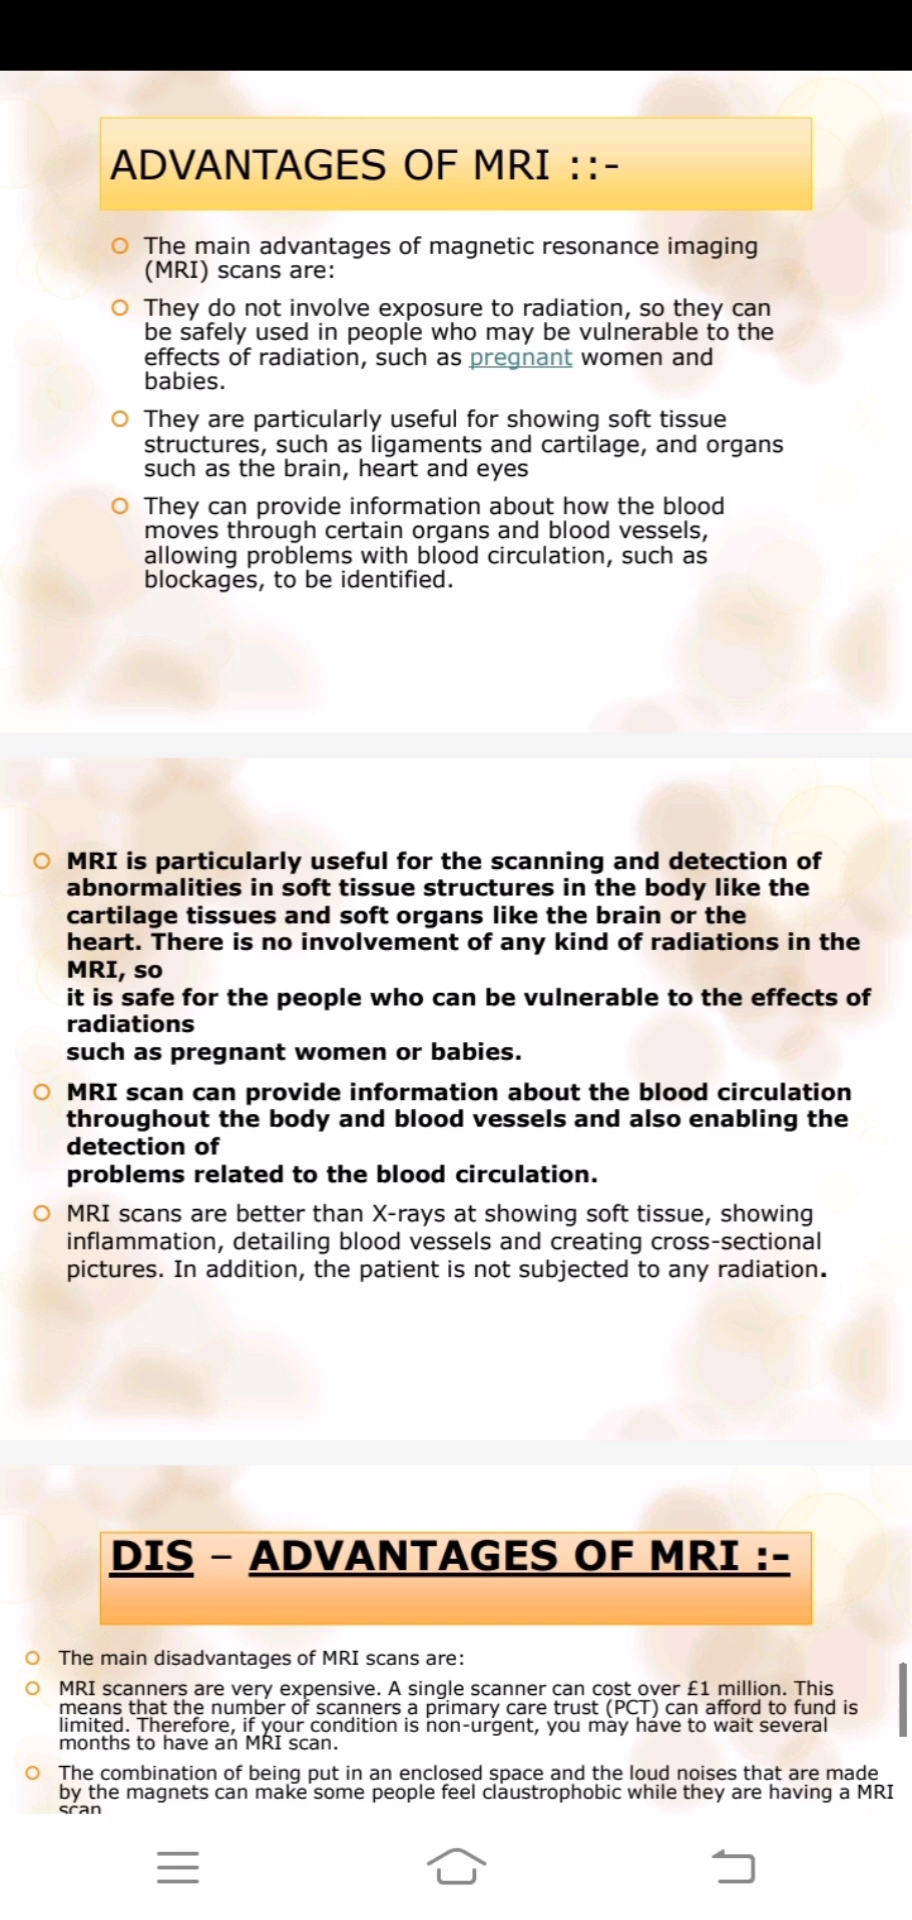 ADVANTAGES OF MRI ::-
The main advantages of magnetic resonance imaging
(MRI) scans are:
They do not involve exposure to radiation, so they can
be safely used in people who may be vulnerable to the
effects of radiation, such as pregnant women and
babies.
They are particularly useful for showing soft tissue
structures, such as ligaments and cartilage, and organs
such as the brain, heart and eyes
They can provide information about how the blood
moves through certain organs and blood vessels,
allowing problems with blood circulation, such as
blockages, to be identified.
MRI is particularly useful for the scanning and detection of
abnormalities in soft tissue structures in the body like the
cartilage tissues and soft organs like the brain or the
heart. There is no involvement of any kind of radiations in the
MRI, so
it is safe for the people who can be vulnerable to the effects of
radiations
such as pregnant women or babies.
MRI scan can provide information about the blood circulation
throughout the body and blood vessels and also enabling the
detection of
problems related to the blood circulation.
MRI scans are better than X-rays at showing soft tissue, showing
inflammation, detailing blood vessels and creating cross-sectional
pictures. In addition, the patient is not subjected to any radiation.
DIS – ADVANTAGES OF MRI :-
The main disadvantages of MRI scans are:
MRI scanners are very expensive. A single scanner can cost over £1 million. This
means that the number of scanners a primary care trust (PCT) can afford to fund is
limited. Therefore, if your condition is non-urgent, you may have to wait several
months to have an MRI scan.
The combination of being put in an enclosed space and the loud noises that are made
by the magnets can make some people feel claustrophobic while they are having a MRI
scan